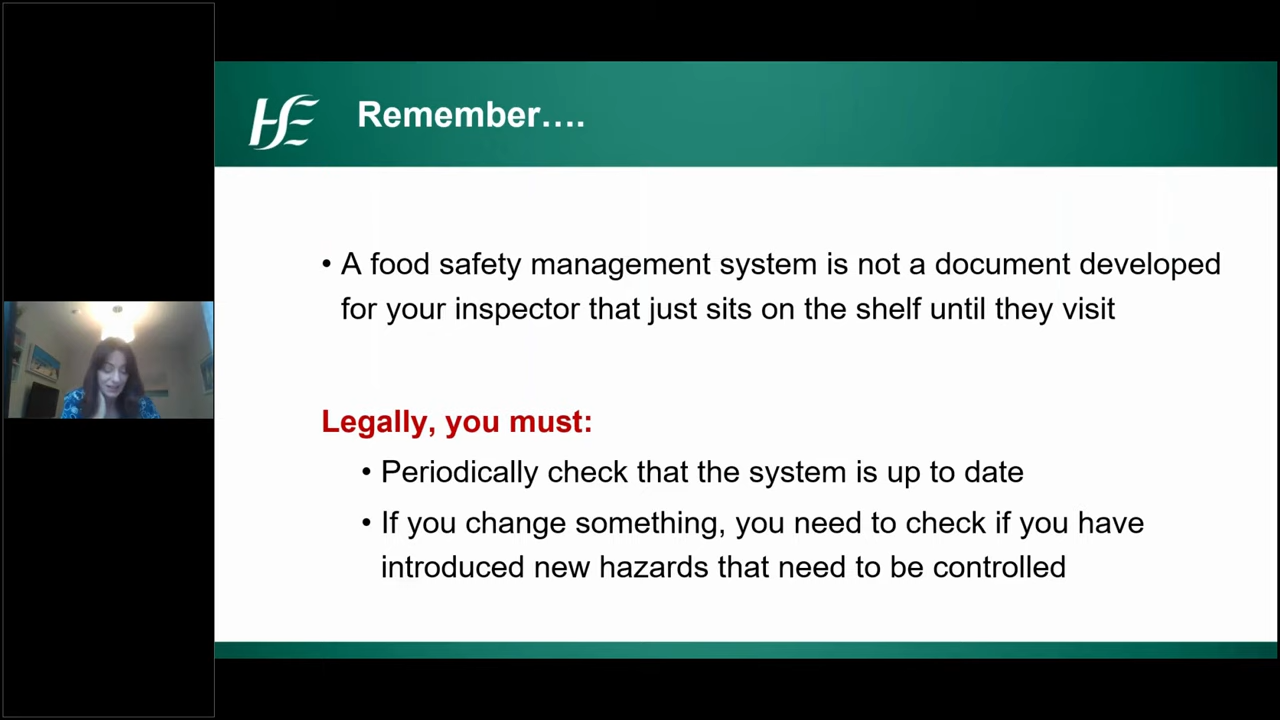 HSE
Remember….
• A food safety management system is not a document developed
for your inspector that just sits on the shelf until they visit
Legally, you must:
• Periodically check that the system is up to date
• If you change something, you need to check if you have
introduced new hazards that need to be controlled